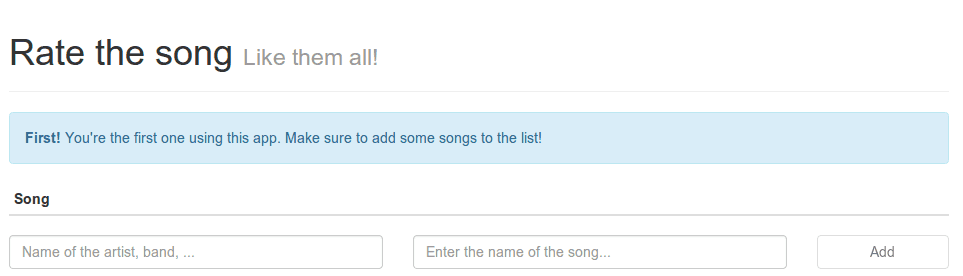 Rate the song Like them all!
First! You're the first one using this app. Make sure to add some songs to the list!
Song
Name of the artist, band, ... Enter the name of the song... Add